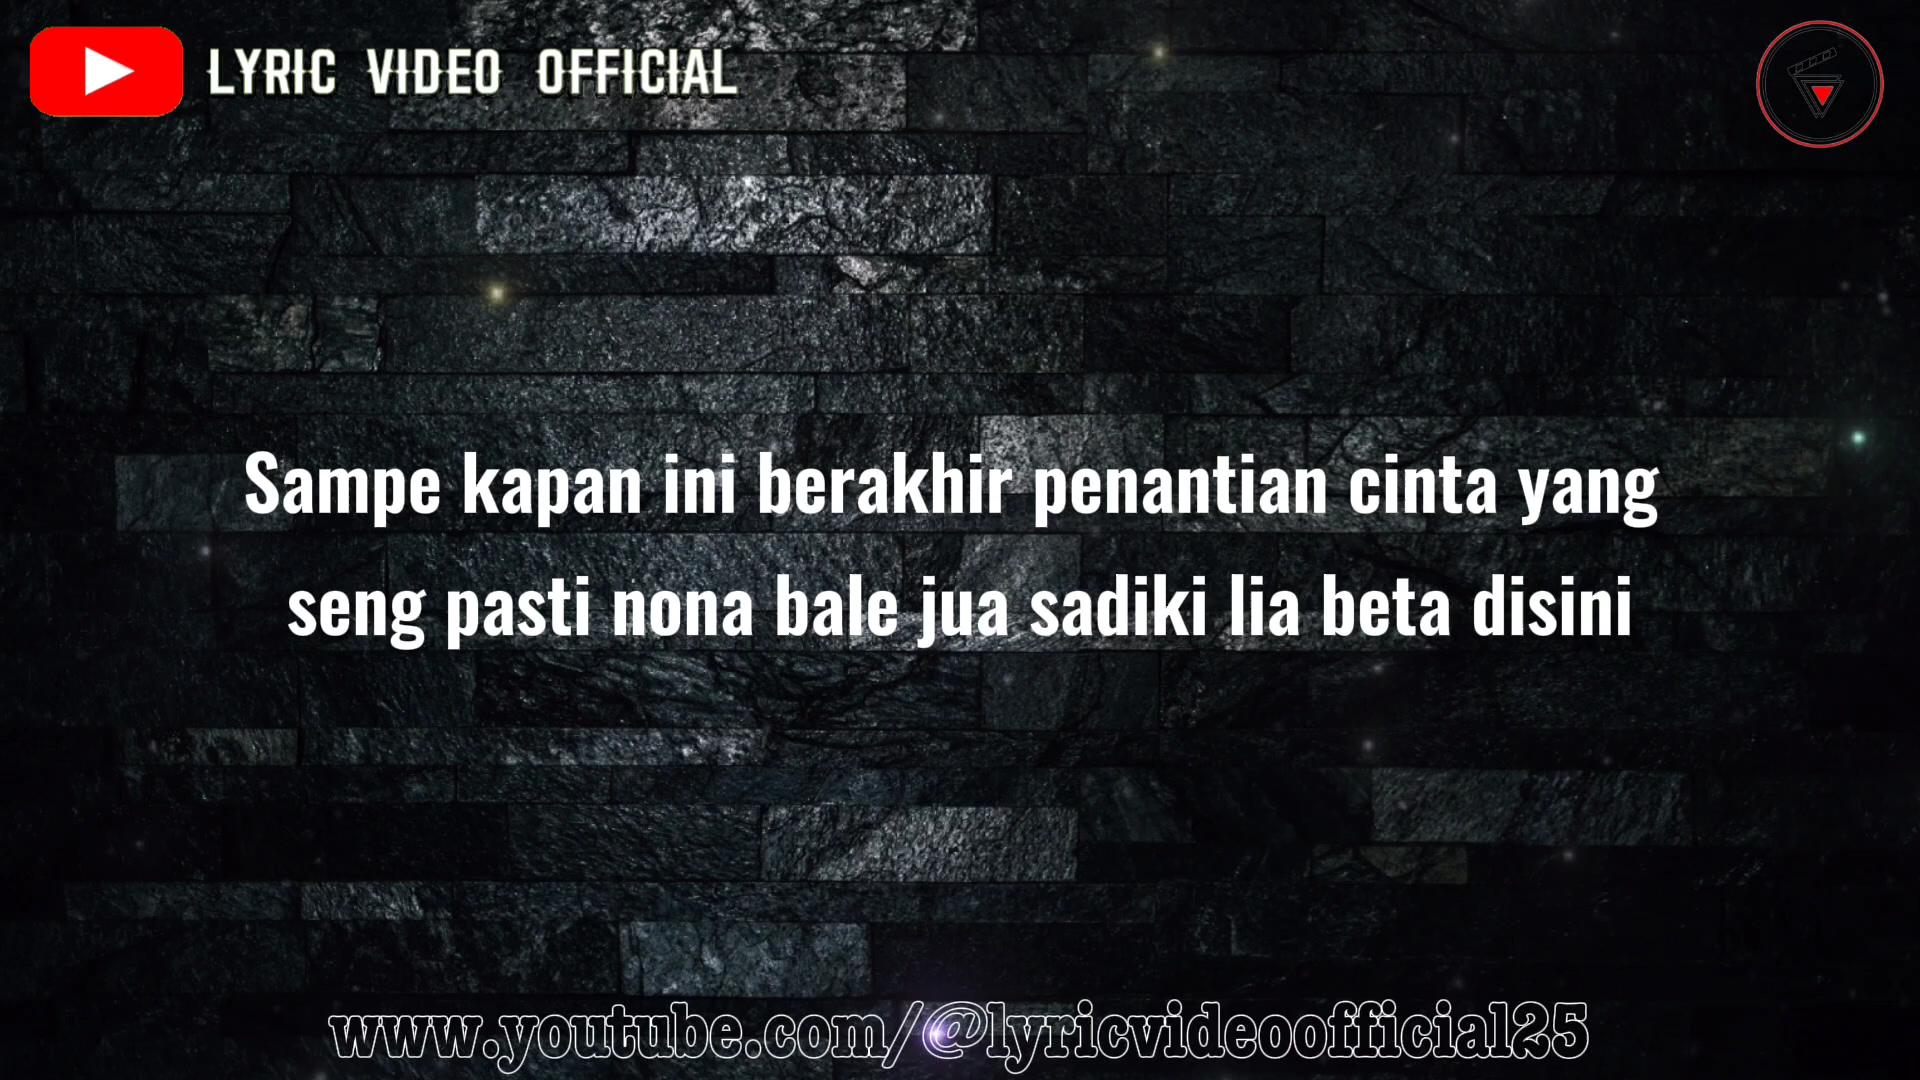 LYRIC VIDEO OFFICIAL
Sampe kapan ini berakhir penantian cinta yang
seng pasti nona bale jua sadiki lia beta disini
www.youtube.com/@lyricvideoofficial25